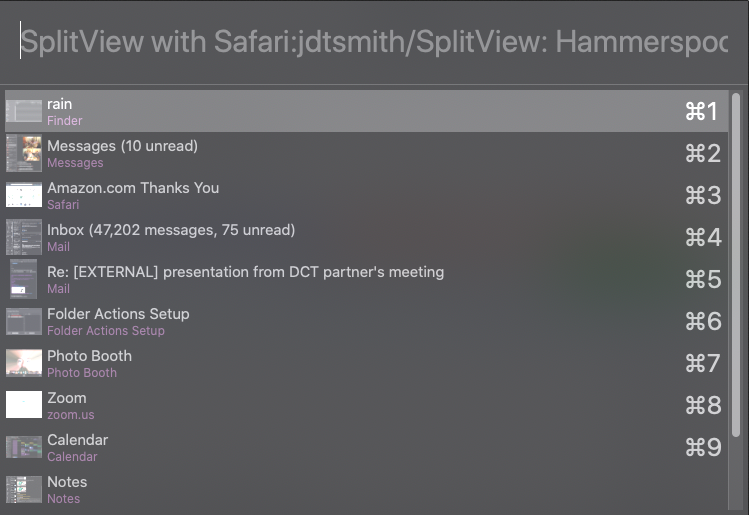 SplitView with Safari:jdtsmith/SplitView: Hammerspoo
rain
Finder
⌘1
Messages (10 unread)
Messages
⌘2
Amazon.com Thanks You
Safari
⌘3
Inbox (47,202 messages, 75 unread)
Mail
⌘4
Re: [EXTERNAL] presentation from DCT partner's meeting
Mail
⌘5
Folder Actions Setup
Folder Actions Setup
⌘6
Photo Booth
Photo Booth
⌘7
Zoom
zoom.us
⌘8
Calendar
Calendar
⌘9
Notes
Notes